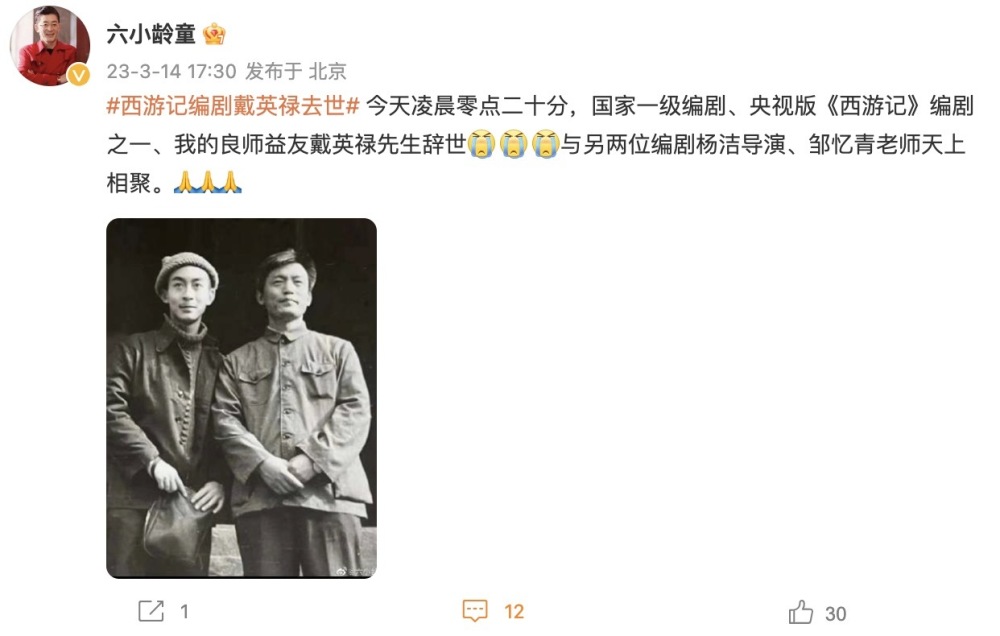 六小龄童
23-3-14 17:30 发布于 北京
#西游记编剧戴英禄去世# 今天凌晨零点二十分，国家一级编剧、央视版《西游记》编剧
之一、我的良师益友戴英禄先生辞世😭😭😭与另两位编剧杨洁导演、邹忆青老师天上
相聚。🙏🙏🙏
1
12
30